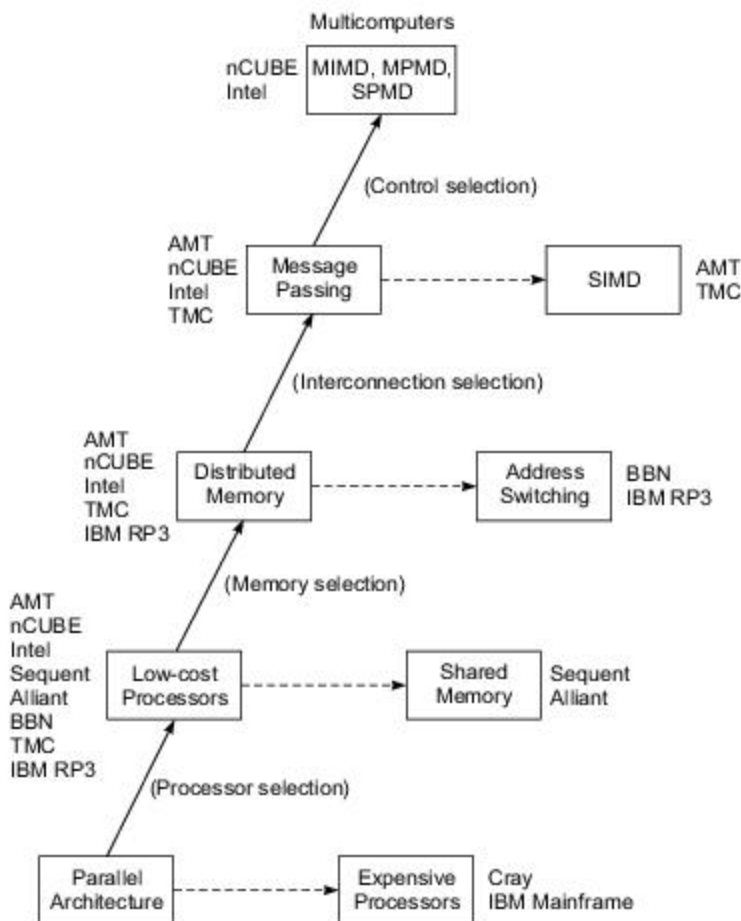 Multicomputers
nCUBE
Intel
MIMD, MPMD,
SPMD
(Control selection)
AMT
nCUBE
Intel
TMC
Message
Passing
SIMD
AMT
TMC
(Interconnection selection)
AMT
nCUBE
Intel
TMC
IBM RP3
Distributed
Memory
Address
Switching
BBN
IBM RP3
(Memory selection)
AMT
nCUBE
Intel
Sequent
Alliant
BBN
TMC
IBM RP3
Low-cost
Processors
Shared
Memory
Sequent
Alliant
(Processor selection)
Parallel
Architecture
Expensive
Processors
Cray
IBM Mainframe